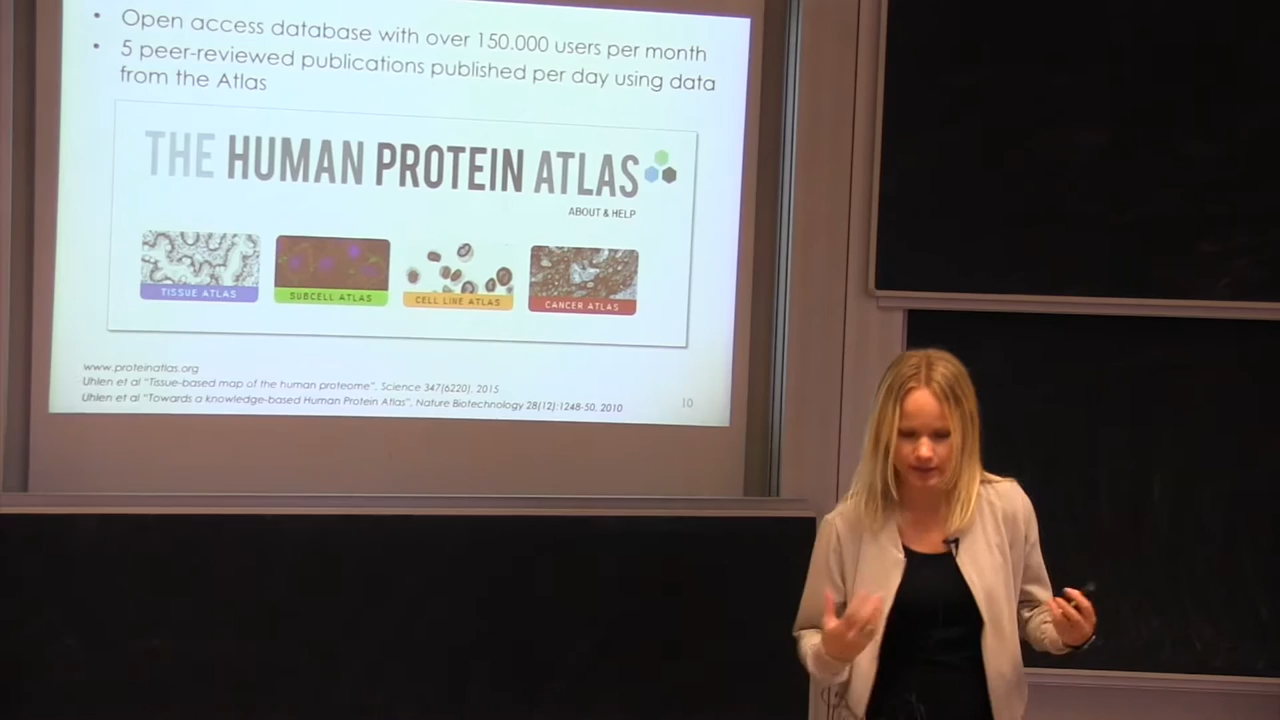 • Open access database with over 150.000 users per month
• 5 peer-reviewed publications published per day using data
from the Atlas
THE HUMAN PROTEIN ATLAS
ABOUT & HELP
TISSUE ATLAS
SUBCELL ATLAS
CELL LINE ATLAS
CANCER ATLAS
www.proteinatlas.org
Uhlen et al "Tissue-based map of the human proteome", Science 347(6220), 2015
Uhlen et al "Towards a knowledge-based Human Protein Atlas", Nature Biotechnology 28(12):1248-50, 2010
10